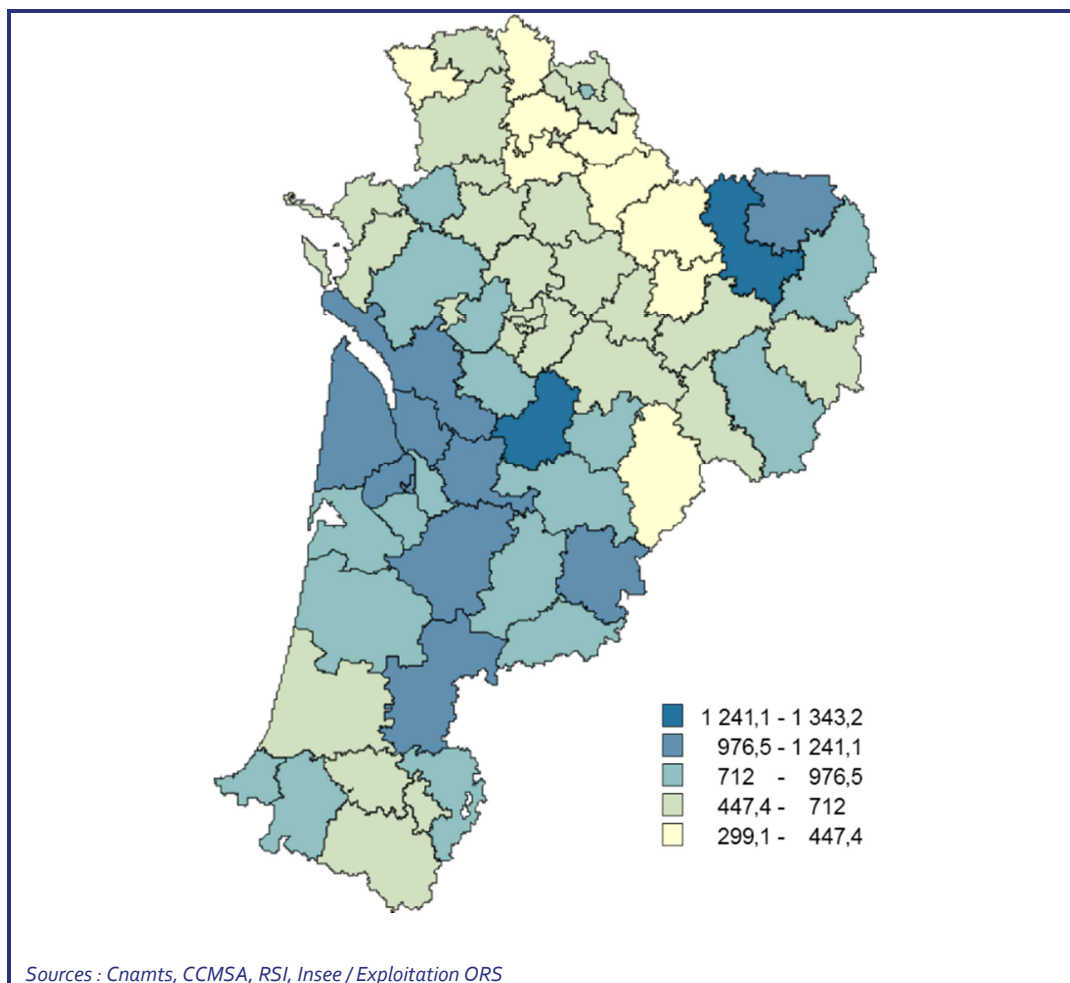 1 241,1 - 1 343,2
976,5 - 1 241,1
712 - 976,5
447,4 - 712
299,1 - 447,4
Sources : Cnamts, CCMSA, RSI, Insee / Exploitation ORS